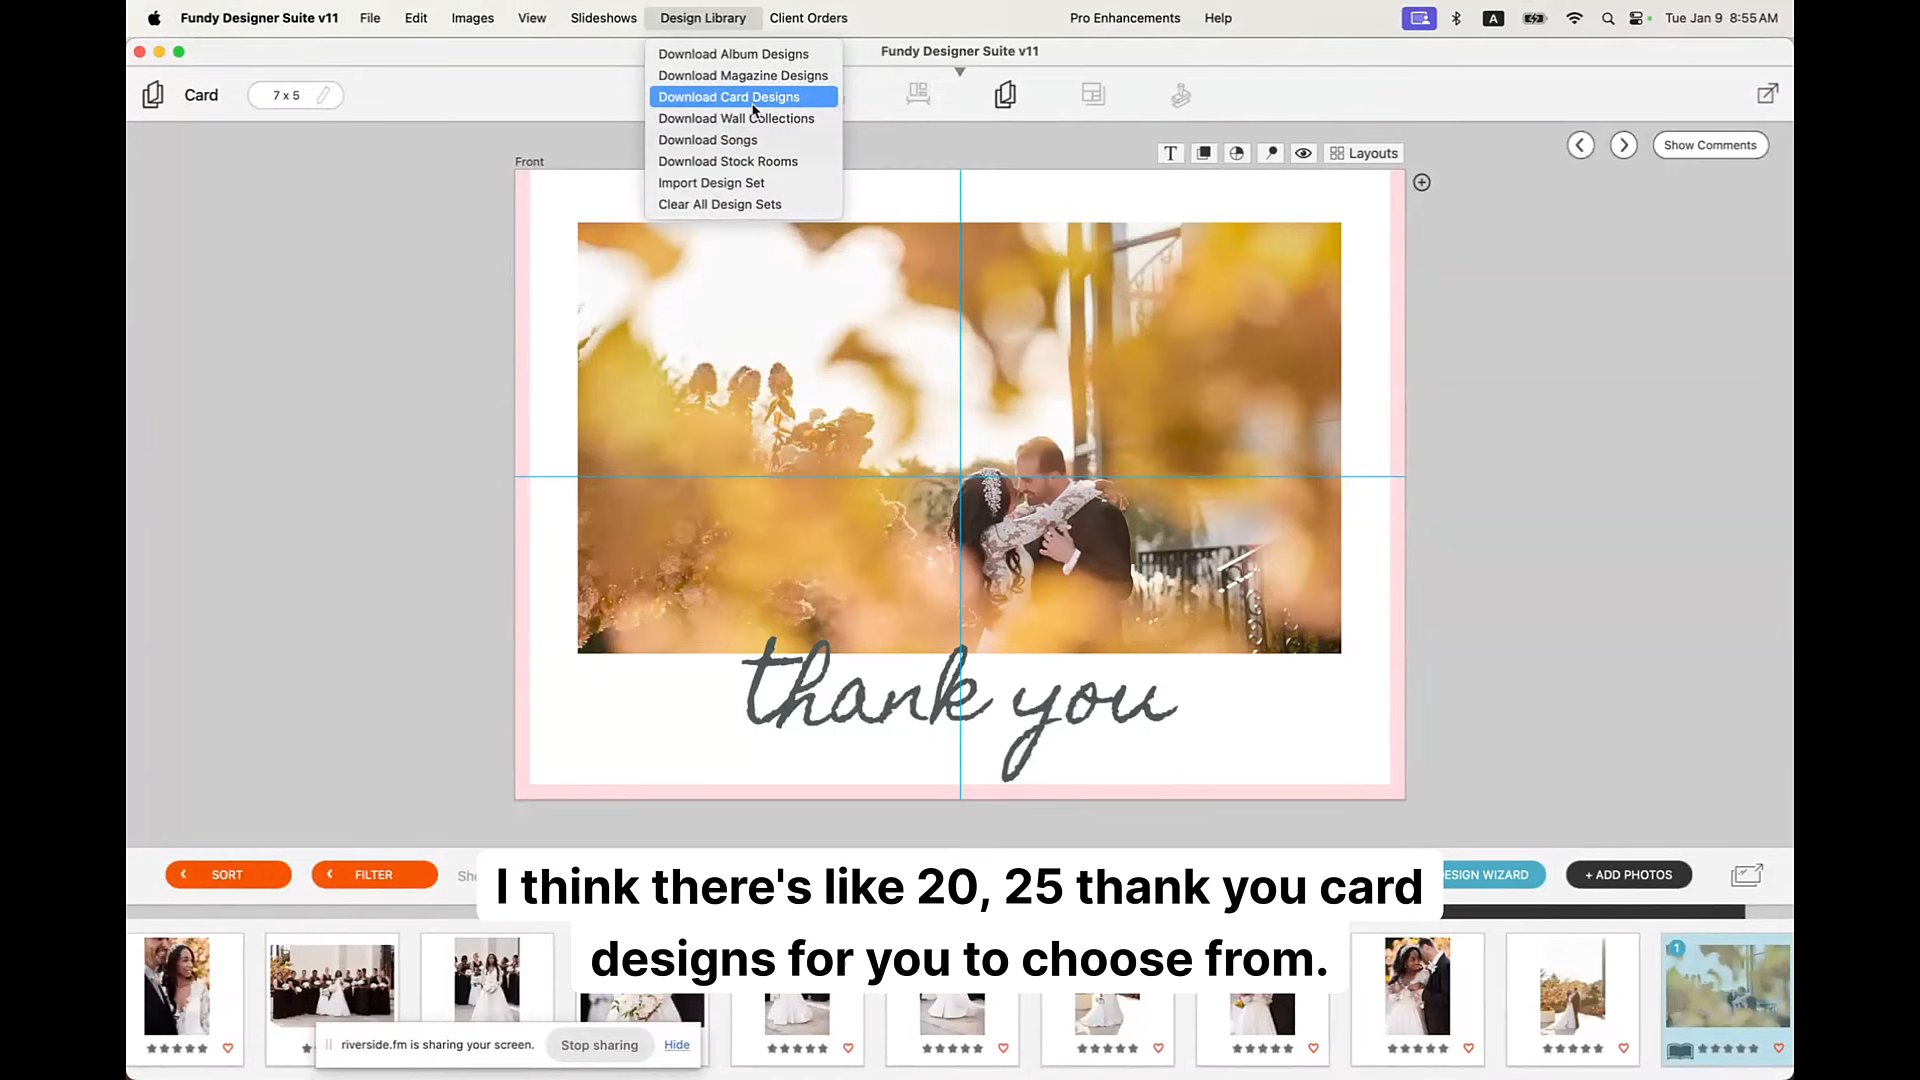 Fundy Designer Suite v11 File Edit Images View Slideshows Design Library Client Orders Pro Enhancements Help A Tue Jan 9 8:55 AM
Fundy Designer Suite v11
Download Album Designs
Download Magazine Designs
Download Card Designs
Download Wall Collections
Download Songs
Download Stock Rooms
Import Design Set
Clear All Design Sets
Card 7 x 5
Front
T Layouts
Show Comments
thank you
SORT FILTER ESIGN WIZARD + ADD PHOTOS
I think there's like 20, 25 thank you card
designs for you to choose from.
1
riverside.fm is sharing your screen. Stop sharing Hide